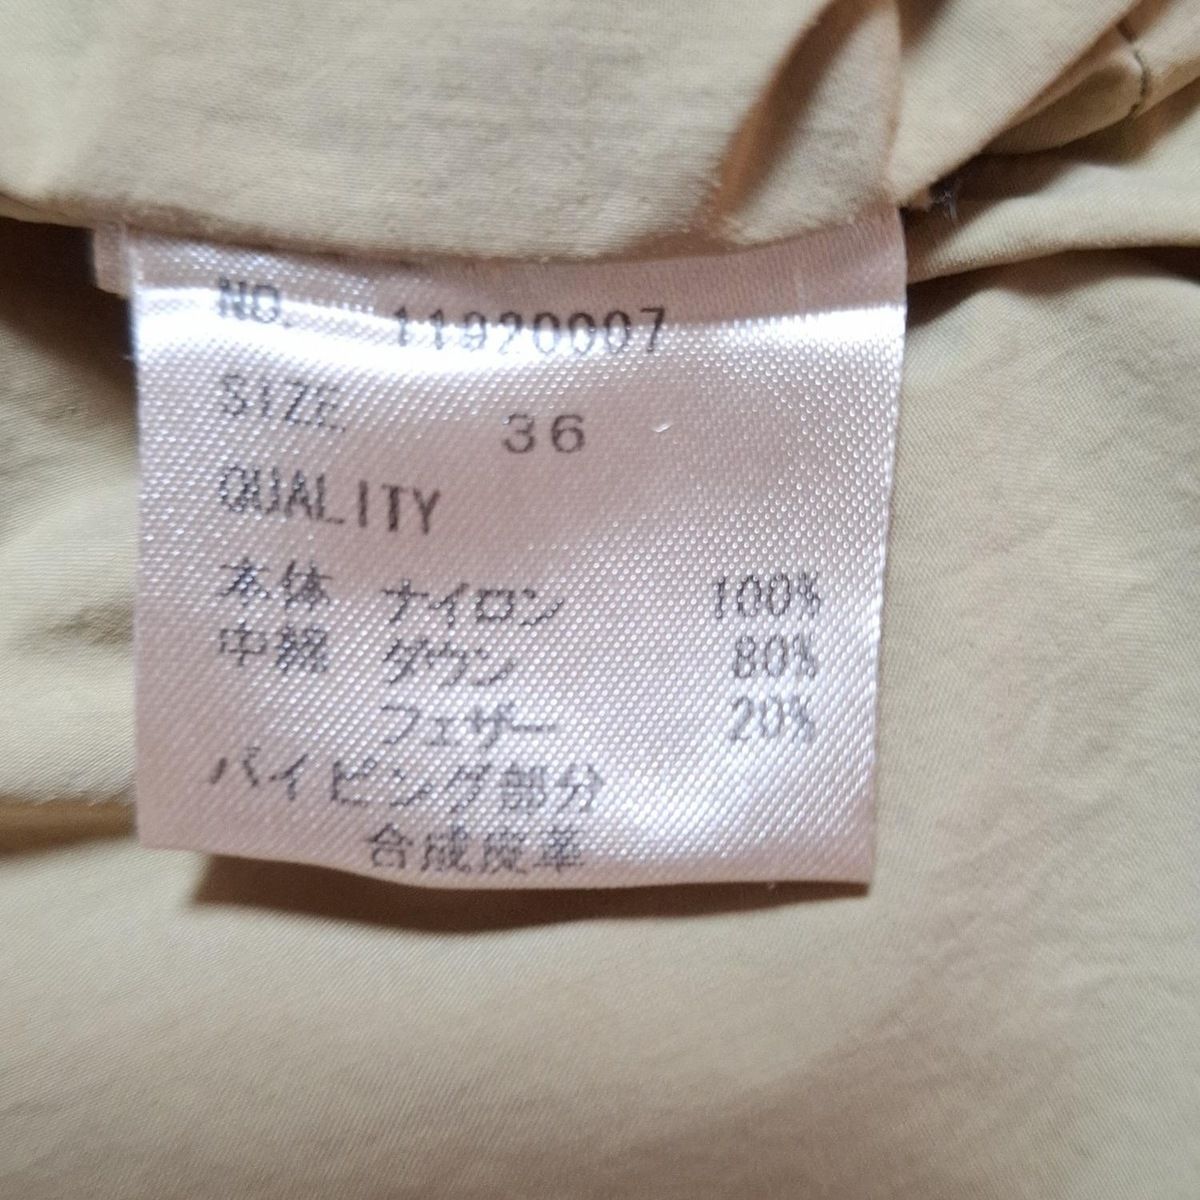 NO. 11920007
SIZE 36
QUALITY
本体 ナイロン 100%
中綿 ダウン 80%
フェザー 20%
パイピング部分
合成皮革